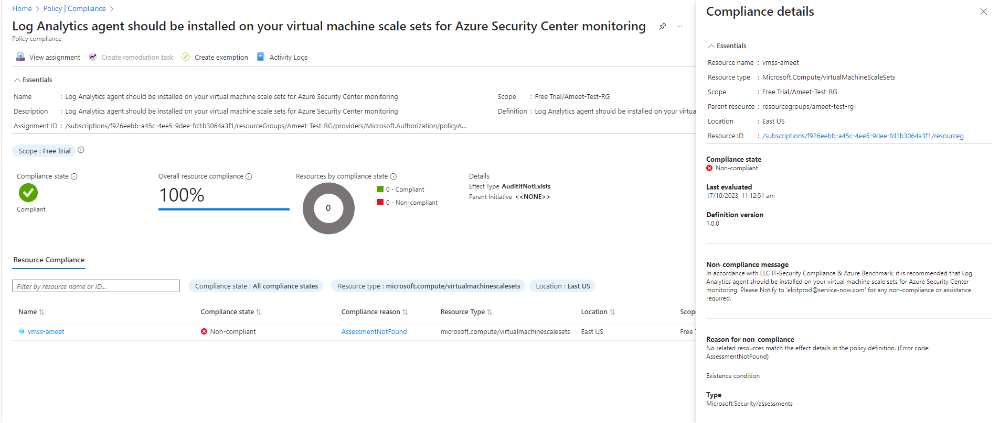 Home > Policy | Compliance >
Log Analytics agent should be installed on your virtual machine scale sets for Azure Security Center monitoring
Policy compliance
View assignment Create remediation task Create exemption Activity Logs
Essentials
Name : Log Analytics agent should be installed on your virtual machine scale sets for Azure Security Center monitoring
Scope : Free Trial/Ameet-Test-RG
Description : Log Analytics agent should be installed on your virtual machine scale sets for Azure Security Center monitoring
Definition : Log Analytics agent should be installed on your virtua
Assignment ID : /subscriptions/f926eebb-a45c-4ee5-9dee-fd1b3064a3f1/resourceGroups/Ameet-Test-RG/providers/Microsoft.Authorization/policyA...
Scope : Free Trial
Compliance state
Compliant
Overall resource compliance
100%
Resources by compliance state
0
0 - Compliant
0 - Non-compliant
Details
Effect Type AuditIfNotExists
Parent Initiative <<NONE>>
Resource Compliance
Filter by resource name or ID...
Compliance state : All compliance states
Resource type : microsoft.compute/virtualmachinescalesets
Location : East US
Name Compliance state Compliance reason Resource Type Location Scop
vmss-ameet Non-compliant AssessmentNotFound microsoft.compute/virtualmachinescalesets East US Free T
Compliance details
Essentials
Resource name : vmss-ameet
Resource type : Microsoft.Compute/virtualMachineScaleSets
Scope : Free Trial/Ameet-Test-RG
Parent resource : resourcegroups/ameet-test-rg
Location : East US
Resource ID : /subscriptions/f926eebb-a45c-4ee5-9dee-fd1b3064a3f1/resourceg
Compliance state
Non-compliant
Last evaluated
17/10/2023, 11:12:51 am
Definition version
1.0.0
Non-compliance message
In accordance with ELC IT-Security Compliance & Azure Benchmark, it is recommended that Log
Analytics agent should be installed on your virtual machine scale sets for Azure Security Center
monitoring. Please Notify to 'elcitprod@service-now.com' for any non-compliance or assistance
required.
Reason for non-compliance
No related resources match the effect details in the policy definition. (Error code:
AssessmentNotFound)
Existence condition
Type
Microsoft.Security/assessments